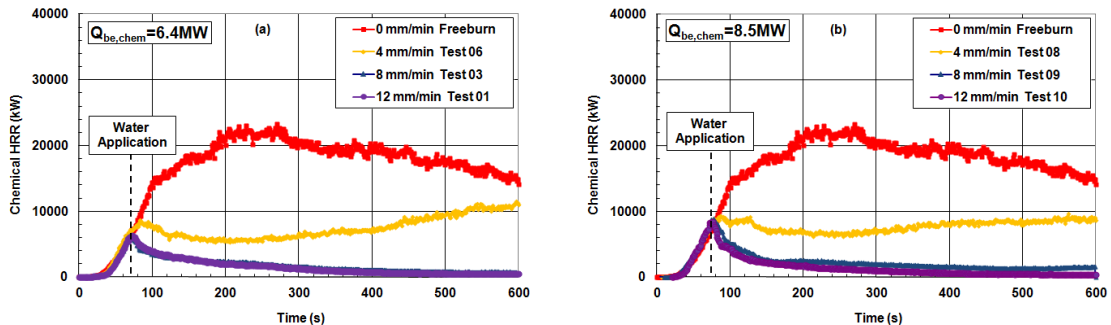 Qbe,chem=6.4MW
(a)
0 mm/min Freeburn
4 mm/min Test 06
8 mm/min Test 03
12 mm/min Test 01
Water
Application
Chemical HRR (kW)
40000
30000
20000
10000
0
0 100 200 300 400 500 600
Time (s)
Qbe,chem=8.5MW
(b)
0 mm/min Freeburn
4 mm/min Test 08
8 mm/min Test 09
12 mm/min Test 10
Water
Application
Chemical HRR (kW)
40000
30000
20000
10000
0
0 100 200 300 400 500 600
Time (s)